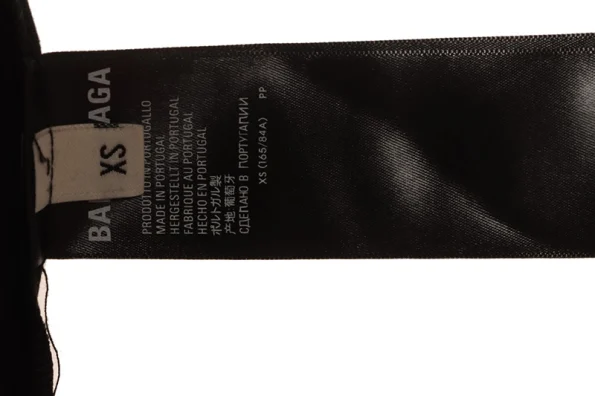 BA AGA
XS
PRODOTTO IN PORTOGALLO
MADE IN PORTUGAL
HERGESTELLT IN PORTUGAL
FABRIQUE AU PORTUGAL
HECHO EN PORTUGAL
ポルトガル製
产地 葡萄牙
СДЕЛАНО В ПОРТУГАЛИИ
XS (165/84A) PP